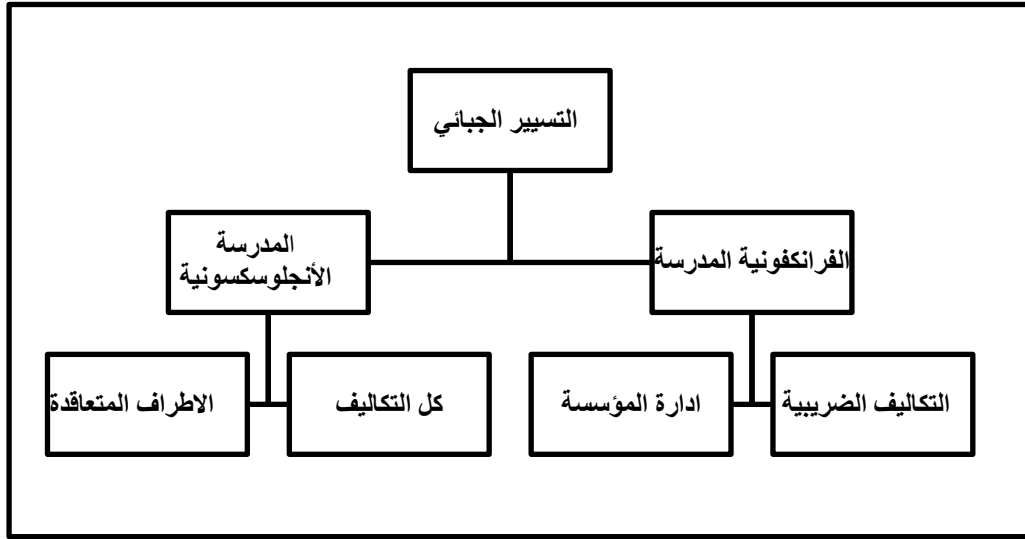 التسيير الجبائي
الفرانكفونية المدرسة
المدرسة
الأنجلوسكسونية
التكاليف الضريبية
ادارة المؤسسة
كل التكاليف
الاطراف المتعاقدة